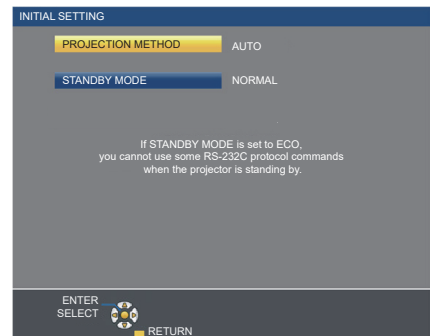 INITIAL SETTING
PROJECTION METHOD AUTO
STANDBY MODE NORMAL
If STANDBY MODE is set to ECO,
you cannot use some RS-232C protocol commands
when the projector is standing by.
ENTER
SELECT
RETURN